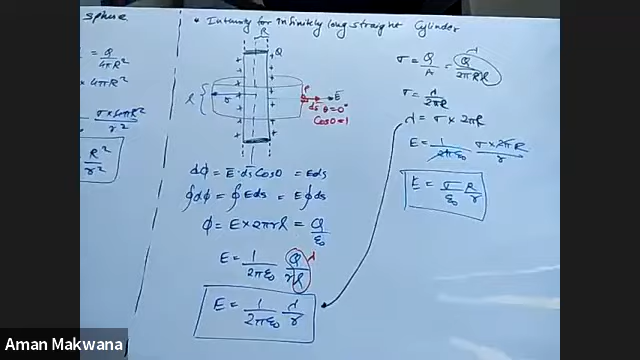 sphere
= Q / 4πR²
× 4πR²
σ × 4πR² / r²
R² / r²
* Intensity for infinitely long straight Cylinder
R
Q
l
r
P
E
ds θ = 0°
Cos0 = 1
dϕ = E · ds Cos0 = Eds
∮dϕ = ∮Eds = E∮ds
ϕ = E × 2πrl = Q / ε₀
E = 1 / 2πε₀ Q / rl λ
E = 1 / 2πε₀ λ / r
σ = Q / A = Q / 2πRl λ
σ = λ / 2πR
λ = σ × 2πR
E = 1 / 2πε₀ σ × 2πR / r
E = σ / ε₀ R / r
Aman Makwana